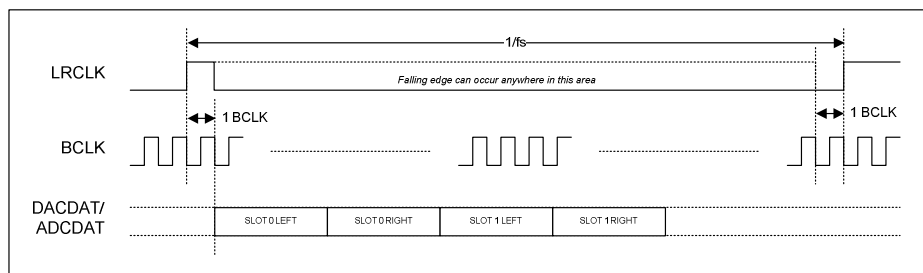 1/fs
LRCLK
Falling edge can occur anywhere in this area
1 BCLK
1 BCLK
BCLK
DACDAT/
ADCDAT
SLOT 0 LEFT
SLOT 0 RIGHT
SLOT 1 LEFT
SLOT 1 RIGHT